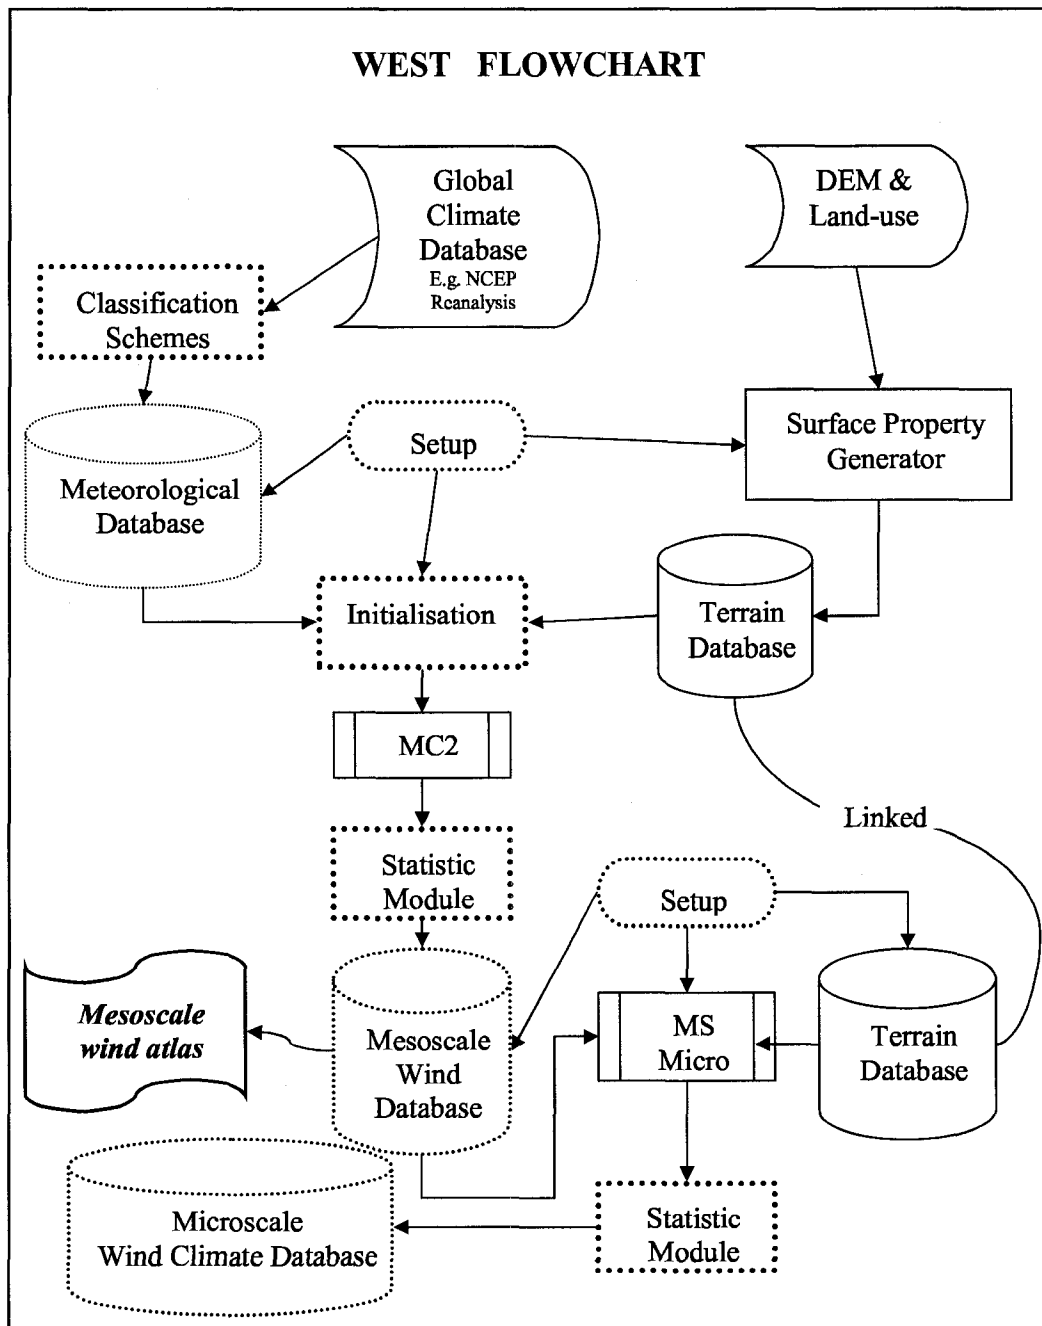 WEST FLOWCHART
Global
Climate
Database
E.g. NCEP
Rcanalysis
DEM &
Land-use
Classification
Schemes
Setup
Surface Property
Generator
Meteorological
Database
Initialisation
Terrain
Database
MC2
Linked
Statistic
Module
Setup
Mesoscale
wind atlas
Mesoscale
Wind
Database
MS
Micro
Terrain
Database
Microscale
Wind Climate Database
Statistic
Module